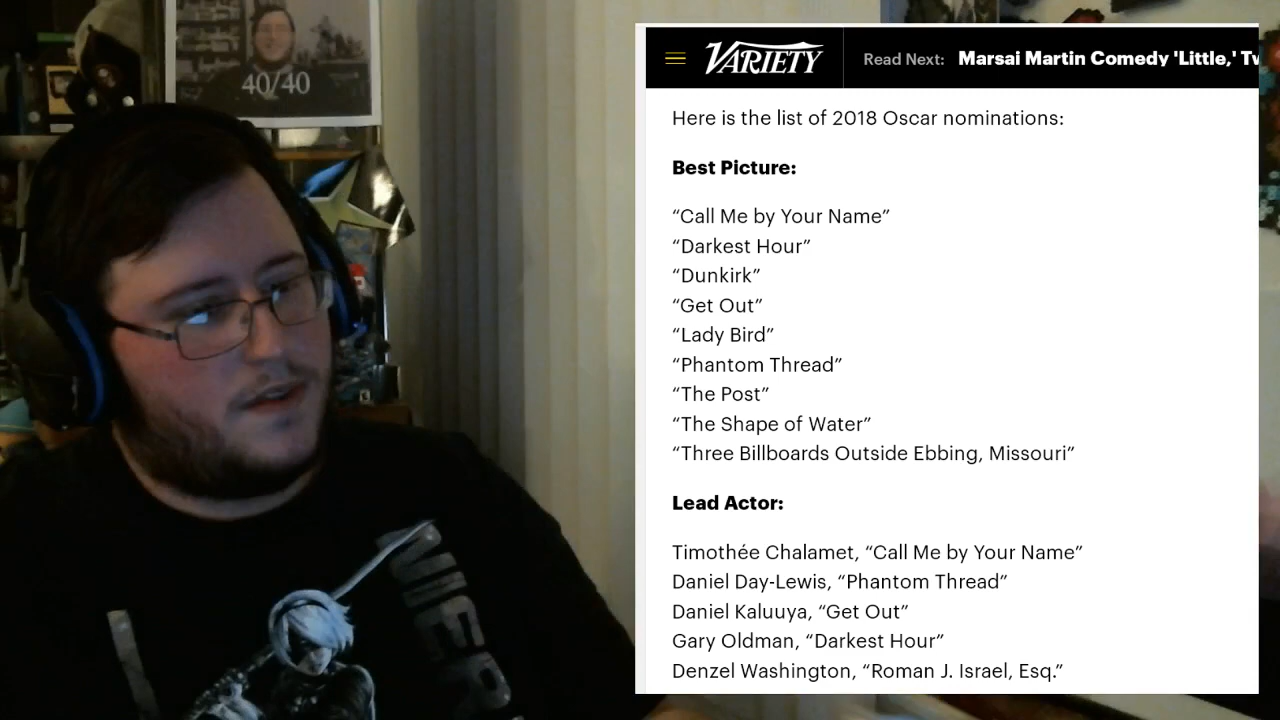 40/40
VARIETY
Read Next: Marsai Martin Comedy 'Little,' Tw
Here is the list of 2018 Oscar nominations:
Best Picture:
“Call Me by Your Name”
“Darkest Hour”
“Dunkirk”
“Get Out”
“Lady Bird”
“Phantom Thread”
“The Post”
“The Shape of Water”
“Three Billboards Outside Ebbing, Missouri”
Lead Actor:
Timothée Chalamet, “Call Me by Your Name”
Daniel Day-Lewis, “Phantom Thread”
Daniel Kaluuya, “Get Out”
Gary Oldman, “Darkest Hour”
Denzel Washington, “Roman J. Israel, Esq.”
NIER